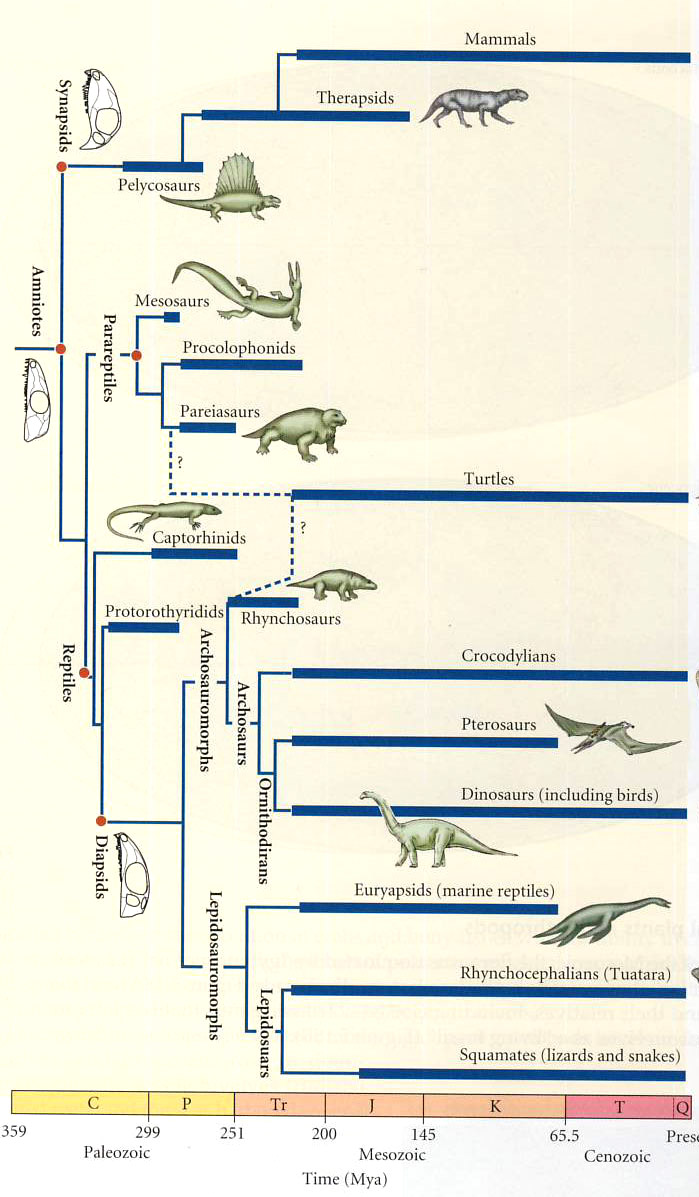 Mammals
Therapsids
Synapsids
Pelycosaurs
Amniotes
Mesosaurs
Parareptiles
Procolophonids
Pareiasaurs
?
Turtles
?
Captorhinids
Protorothyridids
Rhynchosaurs
Reptiles
Archosauromorphs
Crocodylians
Archosaurs
Pterosaurs
Ornithodirans
Dinosaurs (including birds)
Diapsids
Euryapsids (marine reptiles)
Lepidosauromorphs
Rhynchocephalians (Tuatara)
Lepidosuars
Squamates (lizards and snakes)
C P Tr J K T Q
359 299 251 200 145 65.5 Prese
Paleozoic Mesozoic Cenozoic
Time (Mya)